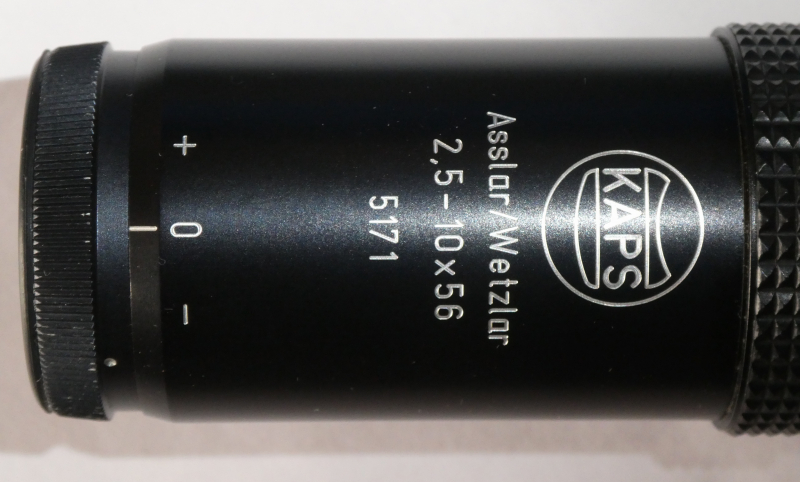 KAPS
Asslar/Wetzlar
2,5-10x56
5171
+ 0 -